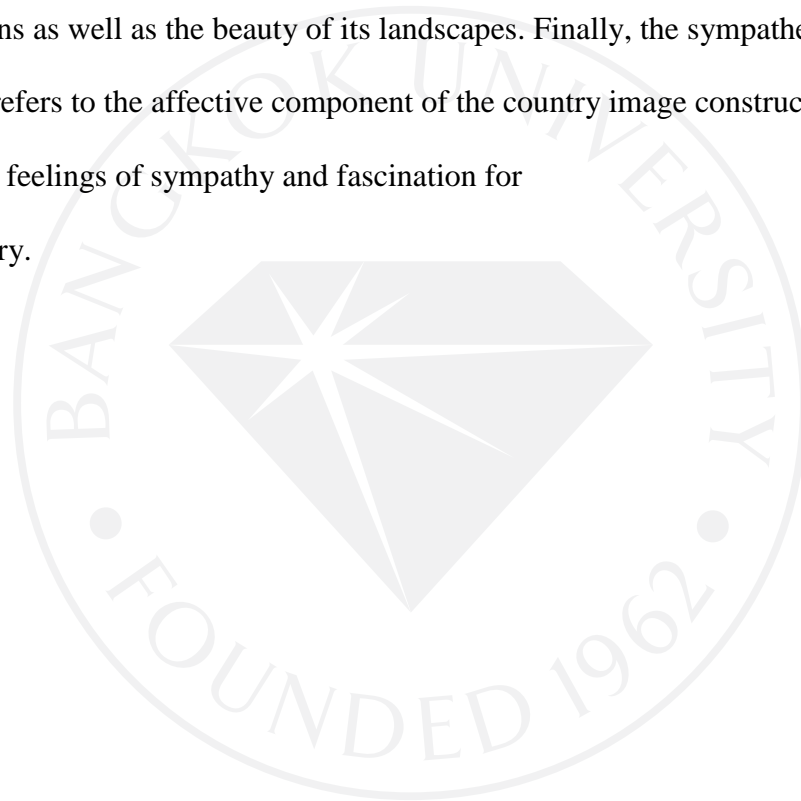 ns as well as the beauty of its landscapes. Finally, the sympathe
refers to the affective component of the country image construc
feelings of sympathy and fascination for
ry.
BANGKOK UNIVERSITY
FOUNDED 1962